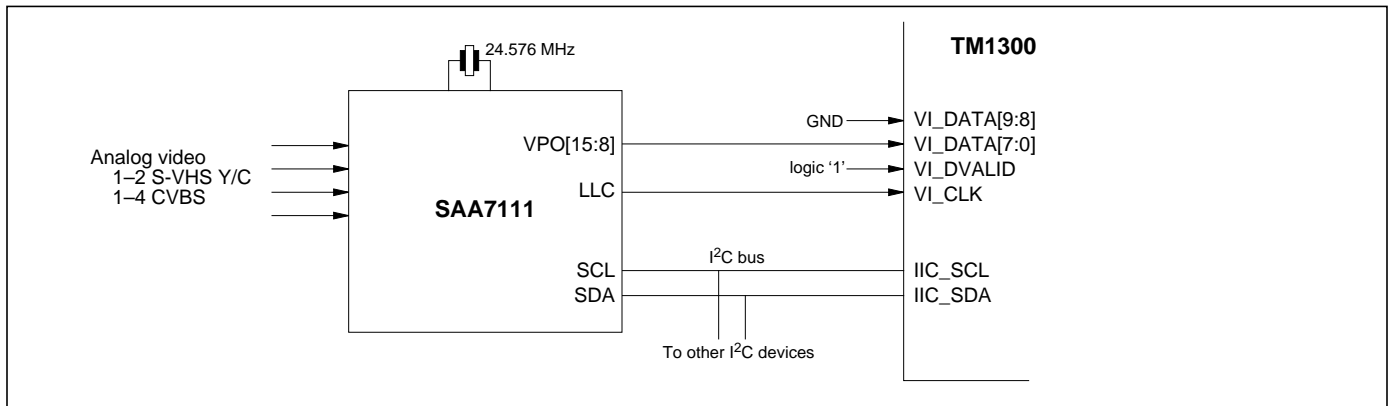 24.576 MHz
TM1300
GND
VI_DATA[9:8]
VPO[15:8]
VI_DATA[7:0]
Analog video
1–2 S-VHS Y/C
1–4 CVBS
logic ‘1’
VI_DVALID
LLC
VI_CLK
SAA7111
I²C bus
SCL
IIC_SCL
SDA
IIC_SDA
To other I²C devices